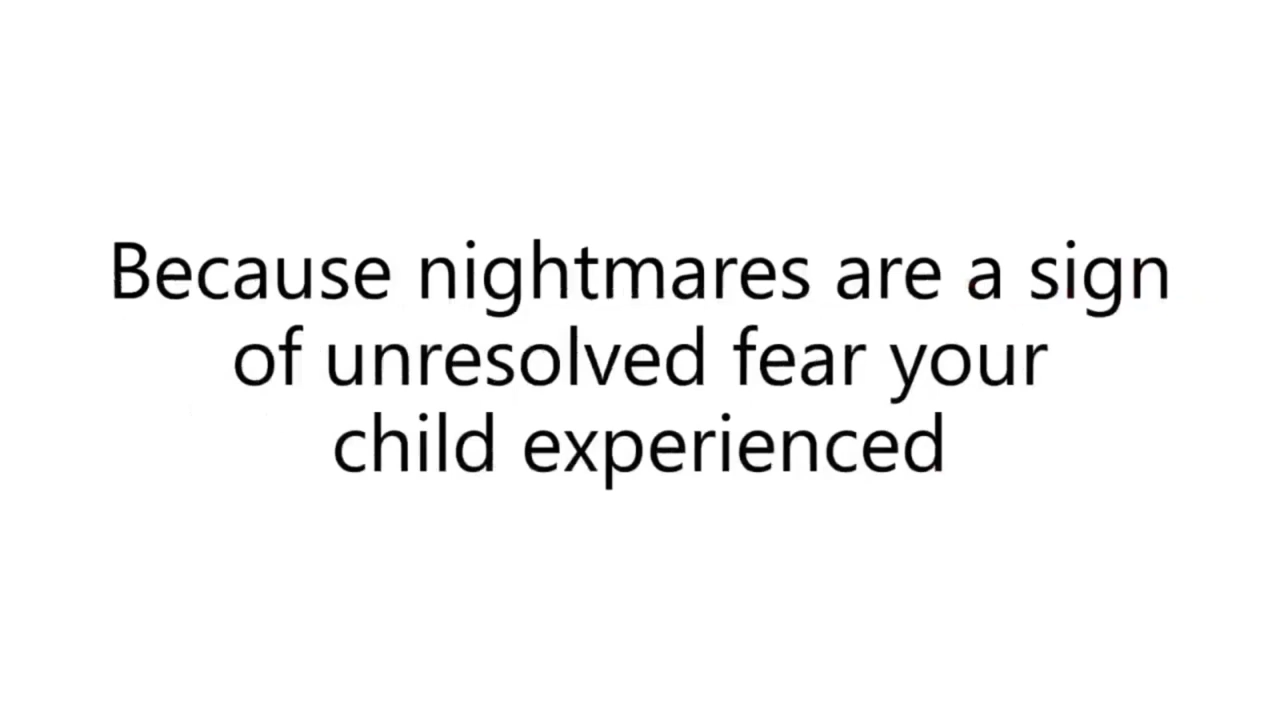 Because nightmares are a sign
of unresolved fear your
child experienced